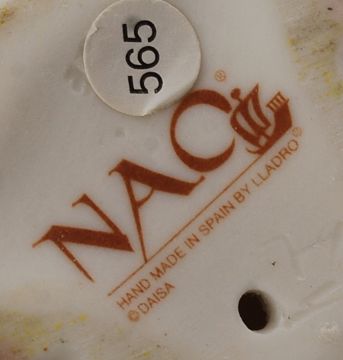 565
NAO®
HAND MADE IN SPAIN BY LLADRO®
© DAISA